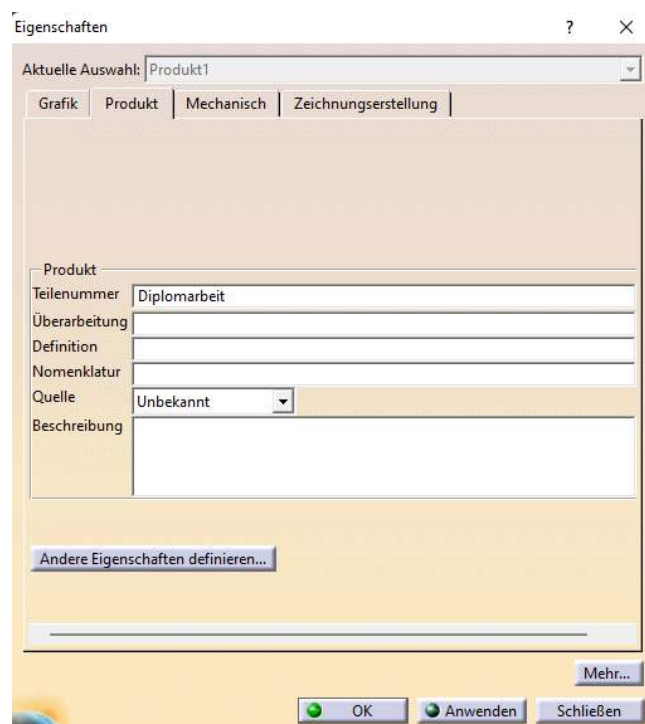 Eigenschaften ? ×
Aktuelle Auswahl: Produkt1
Grafik Produkt Mechanisch Zeichnungserstellung
Produkt
Teilenummer Diplomarbeit
Überarbeitung
Definition
Nomenklatur
Quelle Unbekannt
Beschreibung
Andere Eigenschaften definieren...
Mehr...
OK Anwenden Schließen